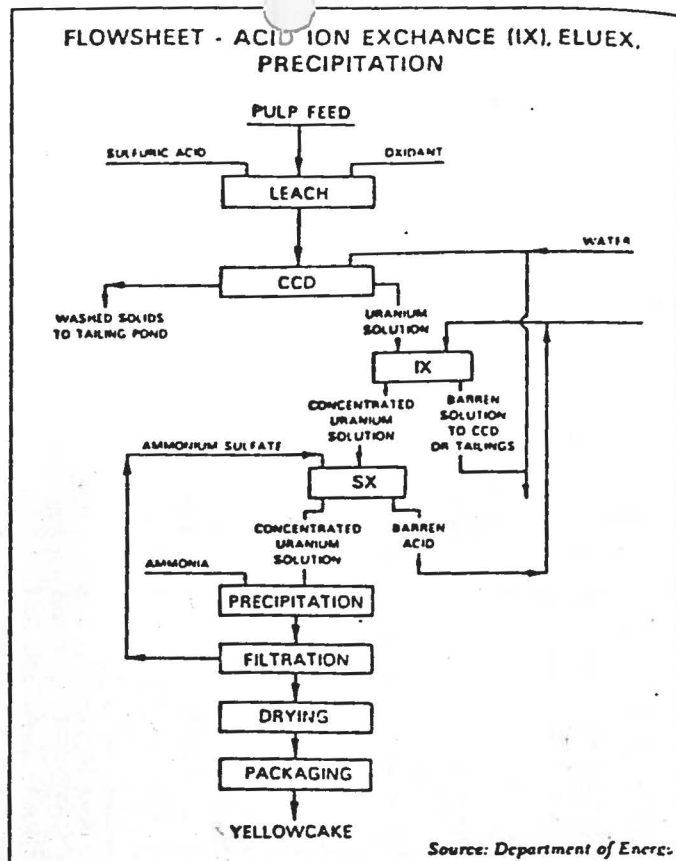 FLOWSHEET - ACID ION EXCHANCE (IX), ELUEX,
PRECIPITATION
PULP FEED
SULFURIC ACID
OXIDANT
LEACH
WATER
CCD
WASHED SOLIDS
TO TAILING POND
URANIUM
SOLUTION
IX
CONCENTRATED
URANIUM
SOLUTION
BARREN
SOLUTION
TO CCD
OR TAILINGS
AMMONIUM SULFATE
SX
CONCENTRATED
URANIUM
SOLUTION
BARREN
ACID
AMMONIA
PRECIPITATION
FILTRATION
DRYING
PACKAGING
YELLOWCAKE
Source: Department of Energy